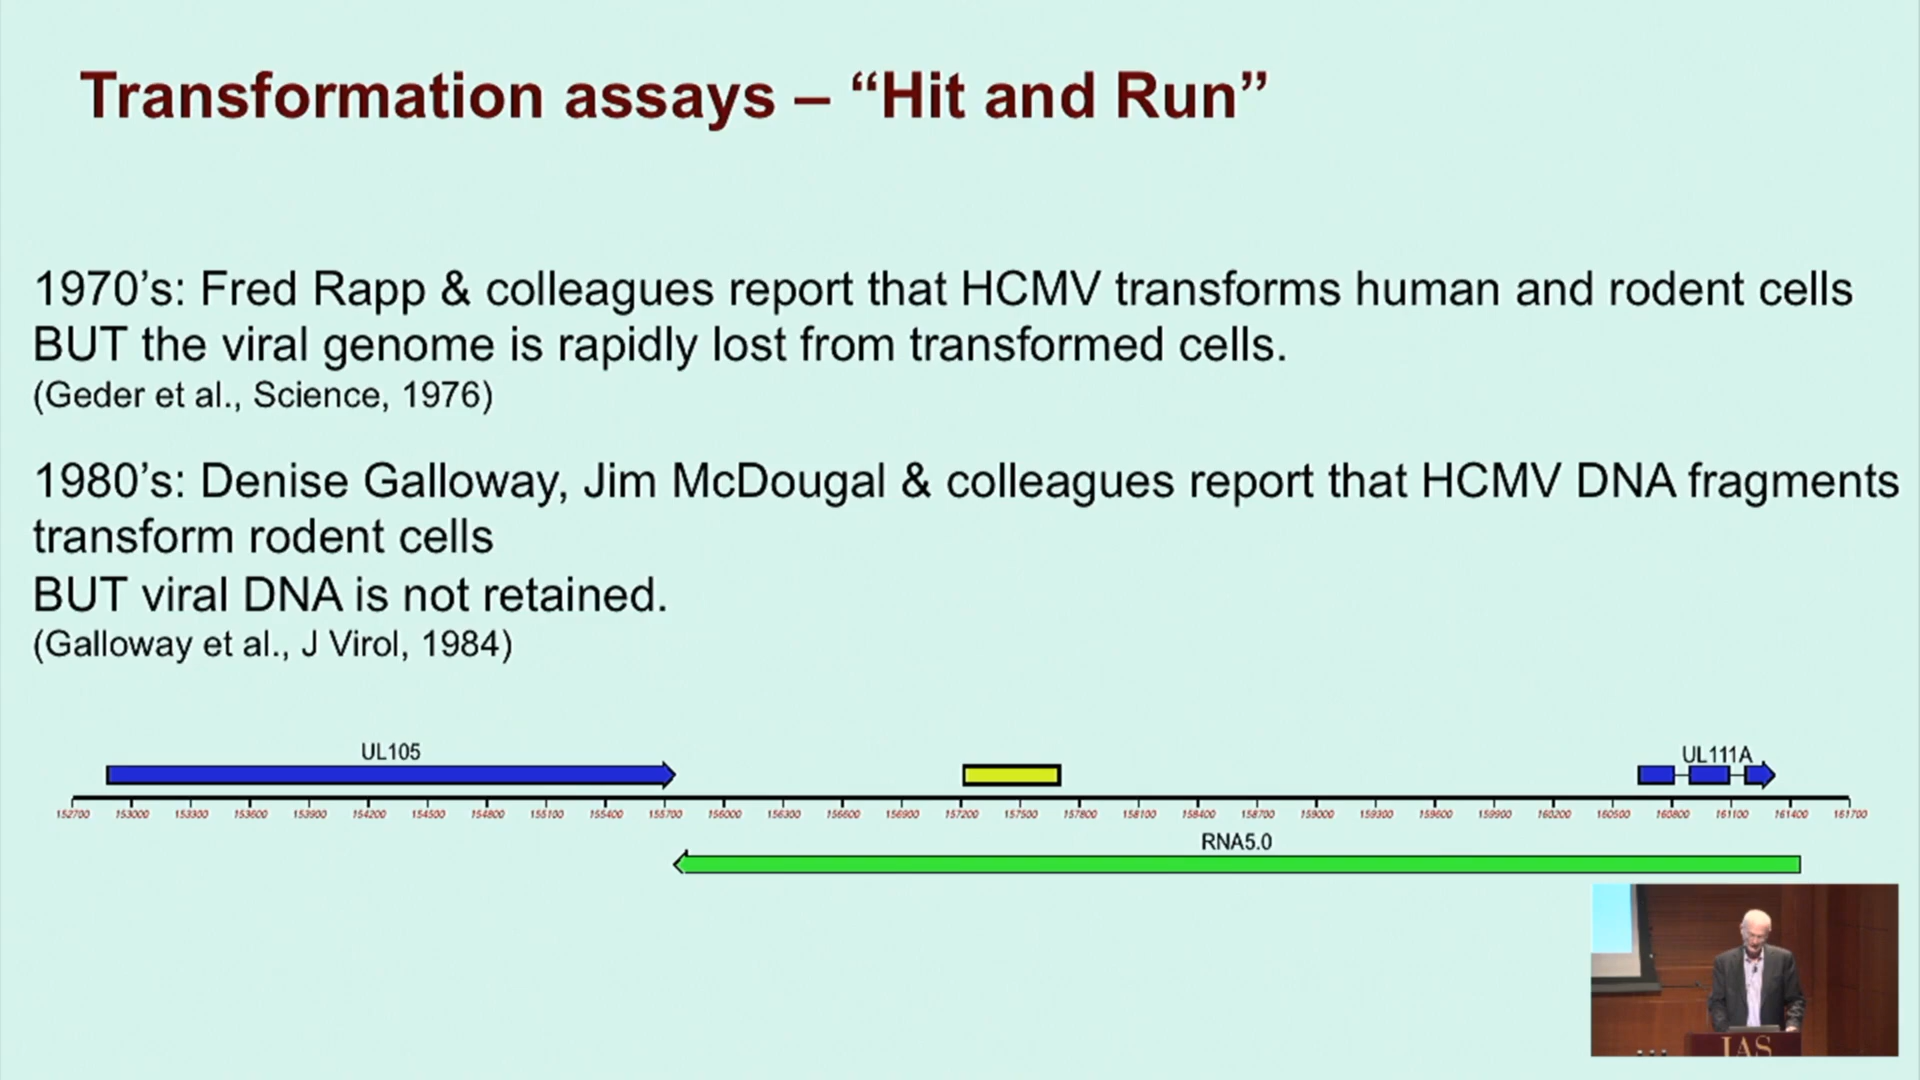 Transformation assays – “Hit and Run”
1970’s: Fred Rapp & colleagues report that HCMV transforms human and rodent cells
BUT the viral genome is rapidly lost from transformed cells.
(Geder et al., Science, 1976)
1980’s: Denise Galloway, Jim McDougal & colleagues report that HCMV DNA fragments
transform rodent cells
BUT viral DNA is not retained.
(Galloway et al., J Virol, 1984)
UL105
UL111A
152700 153000 153300 153600 153900 154200 154500 154800 155100 155400 155700 156000 156300 156600 156900 157200 157500 157800 158100 158400 158700 159000 159300 159600 159900 160200 160500 160800 161100 161400 161700
RNA5.0
IAS